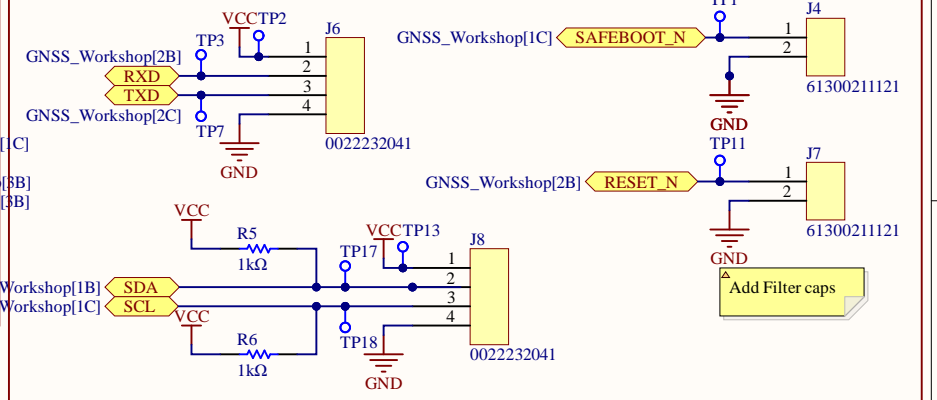 VCC TP2
J6
TP3
GNSS_Workshop[2B]
RXD
TXD
GNSS_Workshop[2C]
TP7
1
2
3
4
GND
0022232041
J4
GNSS_Workshop[1C]
SAFEBOOT_N
1
2
61300211121
GND
TP11
J7
GNSS_Workshop[2B]
RESET_N
1
2
61300211121
GND
Add Filter caps
[1C]
[3B]
[3B]
VCC
R5
1kΩ
VCC TP13
J8
TP17
Workshop[1B]
SDA
Workshop[1C]
SCL
VCC
R6
1kΩ
TP18
1
2
3
4
GND
0022232041